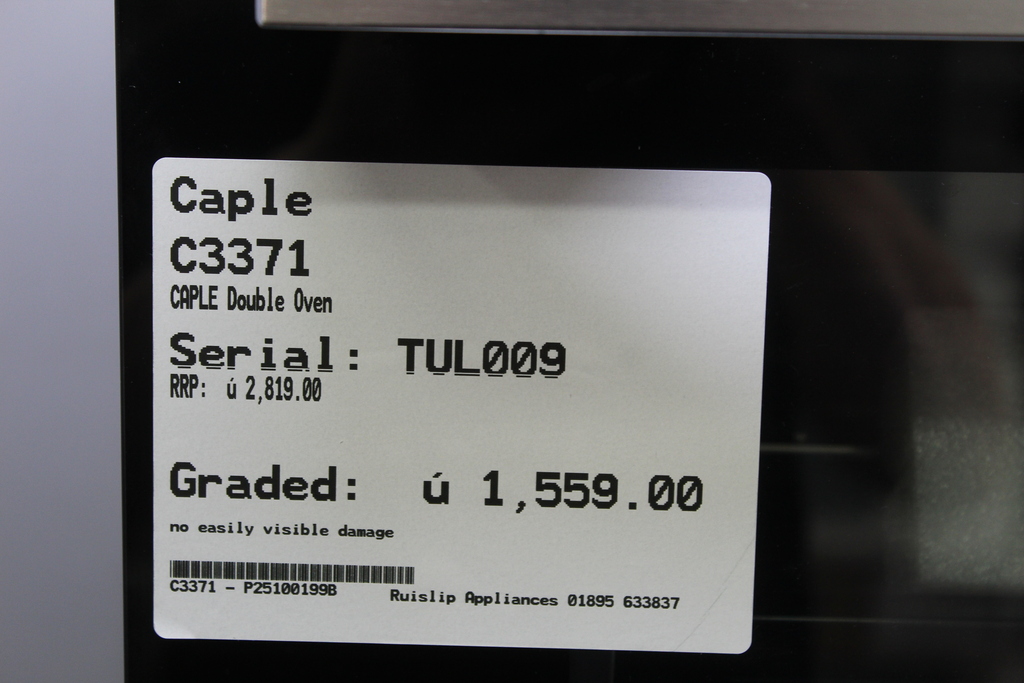 Caple
C3371
CAPLE Double Oven
Serial: TUL009
RRP: ú 2,819.00
Graded: ú 1,559.00
no easily visible damage
C3371 - P25100199B
Ruislip Appliances 01895 633837